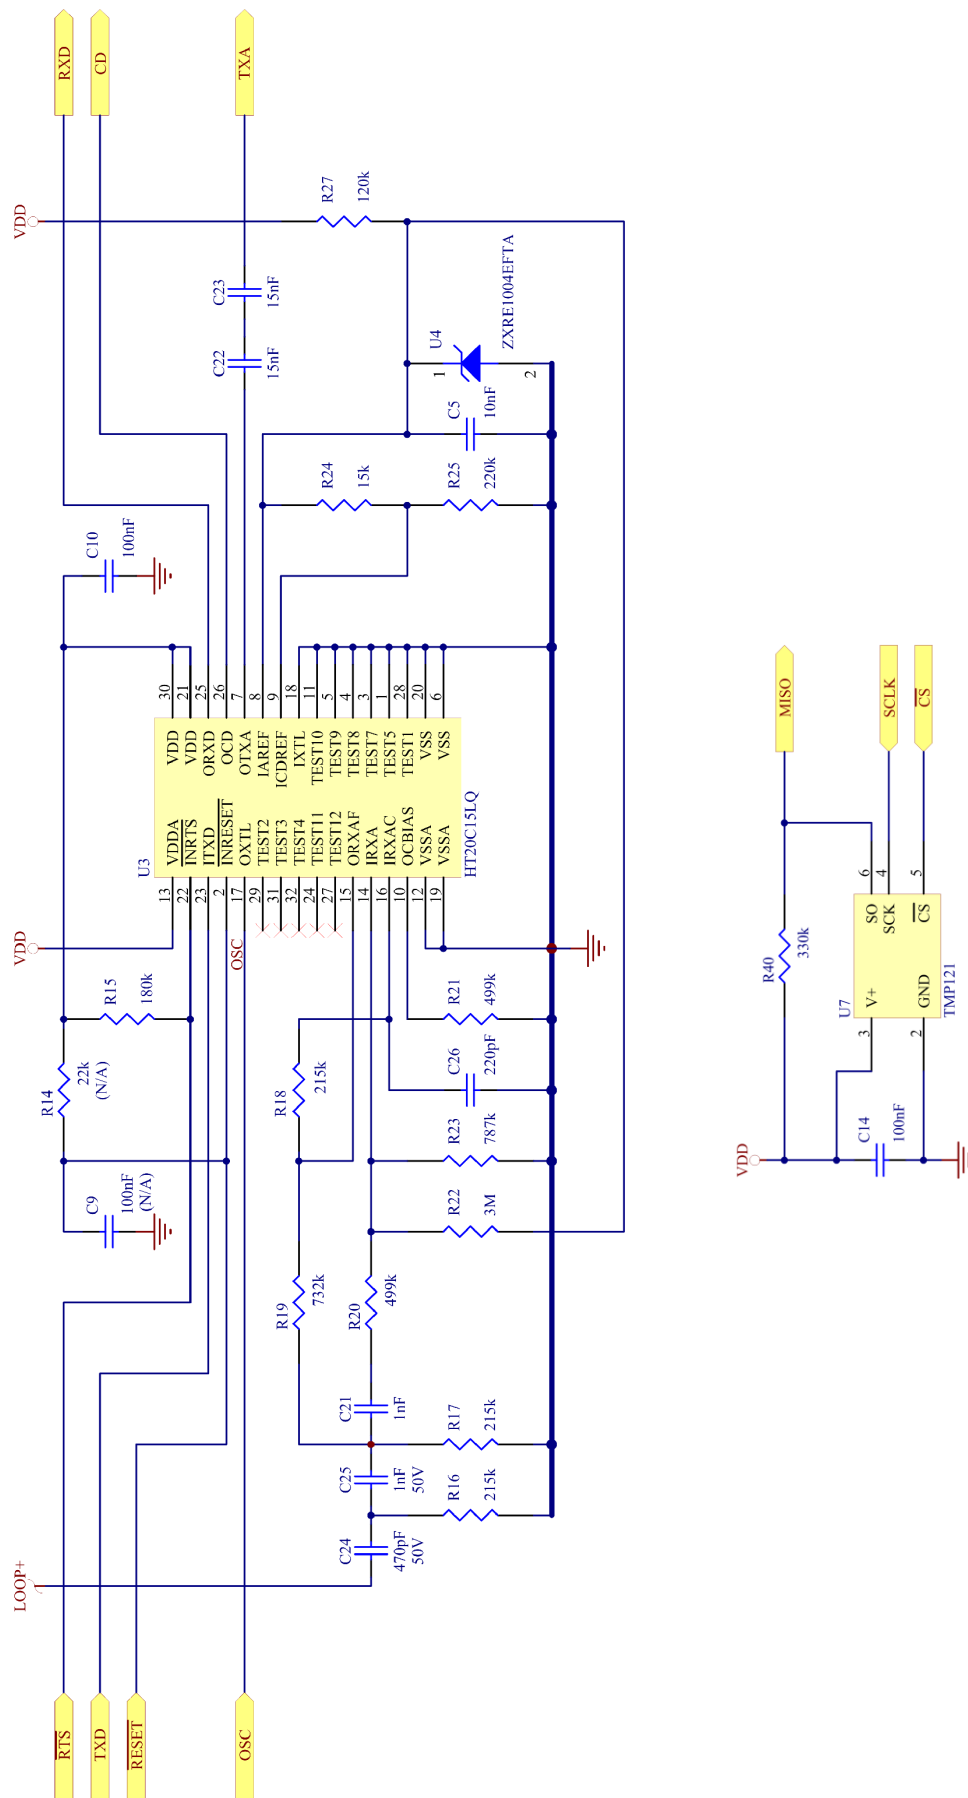 RXD
CD
TXA
VDD
R27
120k
C23
15nF
C22
15nF
U4
ZXRE1004EFTA
1
2
C5
10nF
R24
15k
R25
220k
C10
100nF
30
21
25
26
7
8
9
18
11
5
4
3
1
28
20
6
VDD
VDD
ORXD
OCD
OTXA
IAREF
ICDREF
IXTL
TEST10
TEST9
TEST8
TEST7
TEST5
TEST1
VSS
VSS
U3
HT20C15LQ
VDDA
INRTS
ITXD
INRESET
OXTL
TEST2
TEST3
TEST4
TEST11
TEST12
ORXAF
IRXA
IRXAC
OCBIAS
VSSA
VSSA
13
22
23
2
17
29
31
32
24
27
15
14
16
10
12
19
VDD
OSC
R15
180k
R21
499k
R14
22k
(N/A)
R18
215k
C26
220pF
R23
787k
C9
100nF
(N/A)
R22
3M
R19
732k
R20
499k
C21
1nF
R17
215k
C25
1nF
50V
R16
215k
C24
470pF
50V
LOOP+
RTS
TXD
RESET
OSC
MISO
SCLK
CS
6
4
5
R40
330k
SO
SCK
CS
U7
V+
GND
TMP121
3
2
C14
100nF
VDD